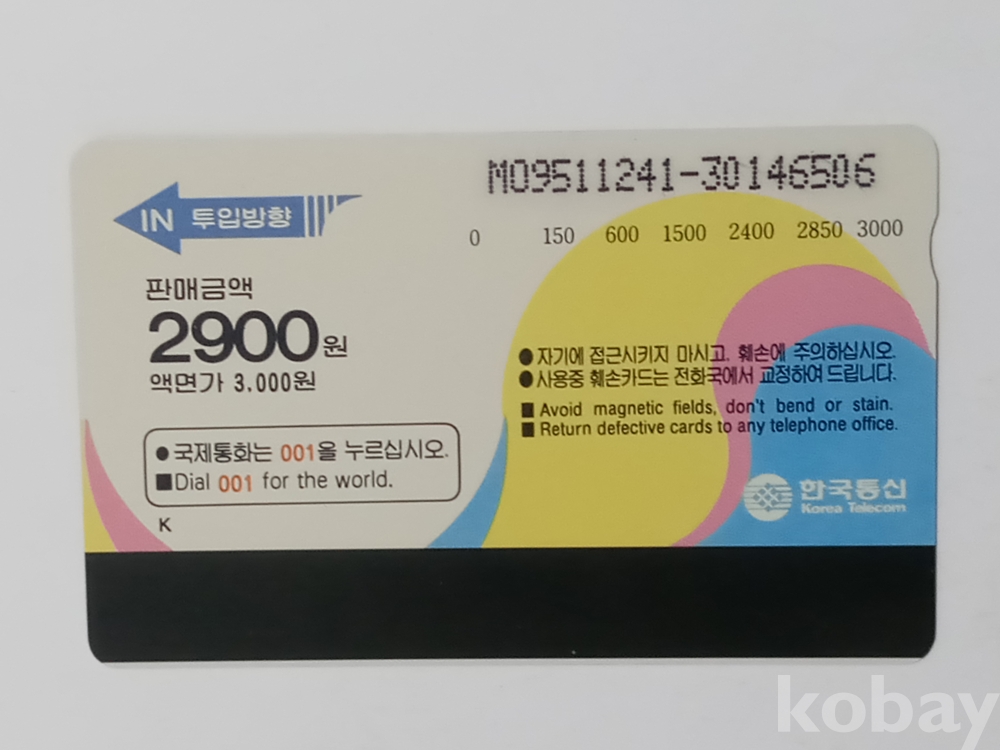 M09511241-30146506
IN 투입방향
0 150 600 1500 2400 2850 3000
판매금액
2900원
액면가 3.000원
●자기에 접근시키지 마시고. 훼손에 주의하십시오.
●사용중 훼손카드는 전화국에서 교정하여 드립니다.
■Avoid magnetic fields, don't bend or stain.
■Return defective cards to any telephone office.
●국제통화는 001을 누르십시오.
■Dial 001 for the world.
한국통신
Korea Telecom
K
kobay